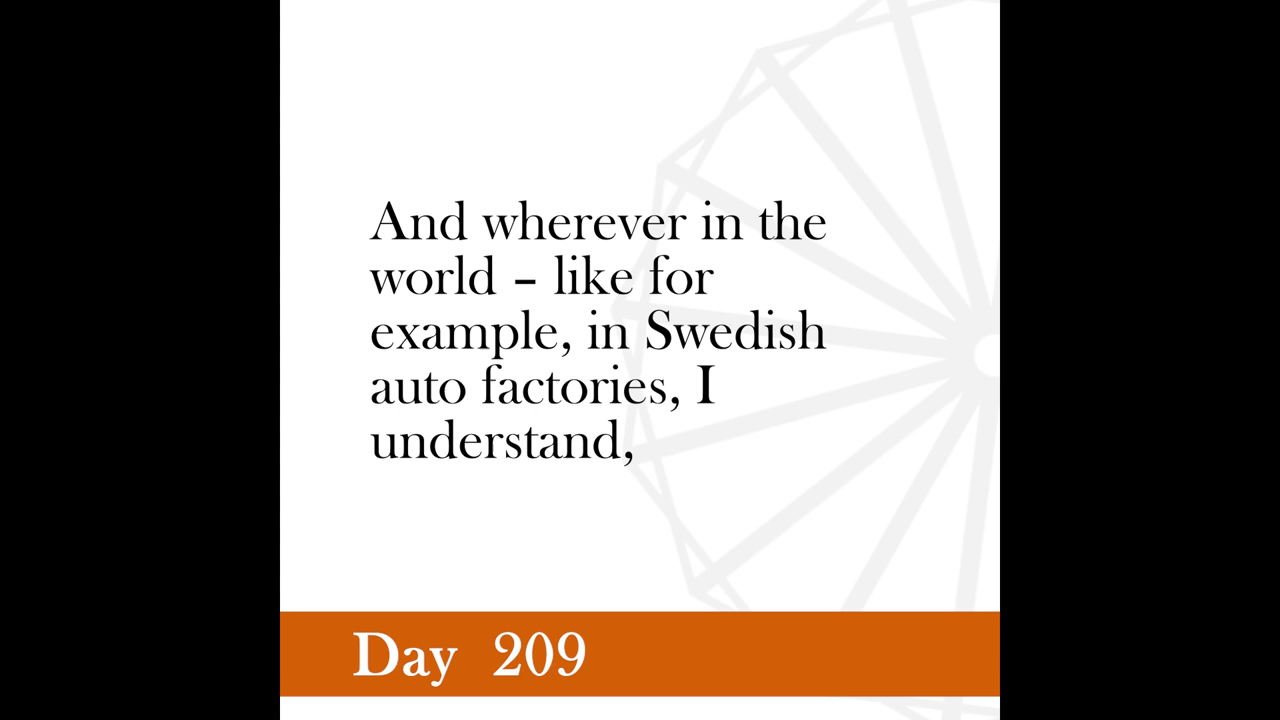 And wherever in the
world – like for
example, in Swedish
auto factories, I
understand,
Day 209